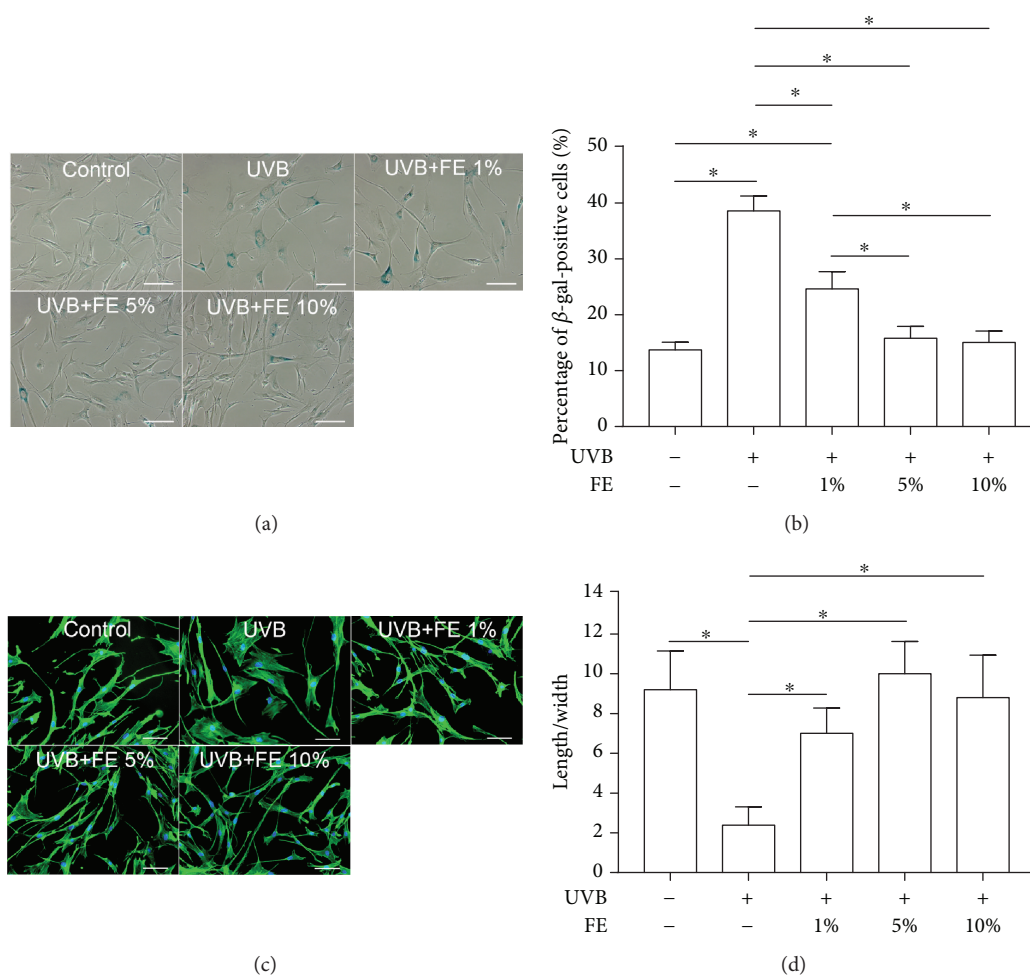 Control
UVB
UVB+FE 1%
UVB+FE 5%
UVB+FE 10%
(a)
Percentage of β-gal-positive cells (%)
50
40
30
20
10
0
*
*
*
*
*
*
*
UVB – + + + +
FE – – 1% 5% 10%
(b)
Control
UVB
UVB+FE 1%
UVB+FE 5%
UVB+FE 10%
(c)
Length/width
14
12
10
8
6
4
2
0
*
*
*
*
UVB – + + + +
FE – – 1% 5% 10%
(d)